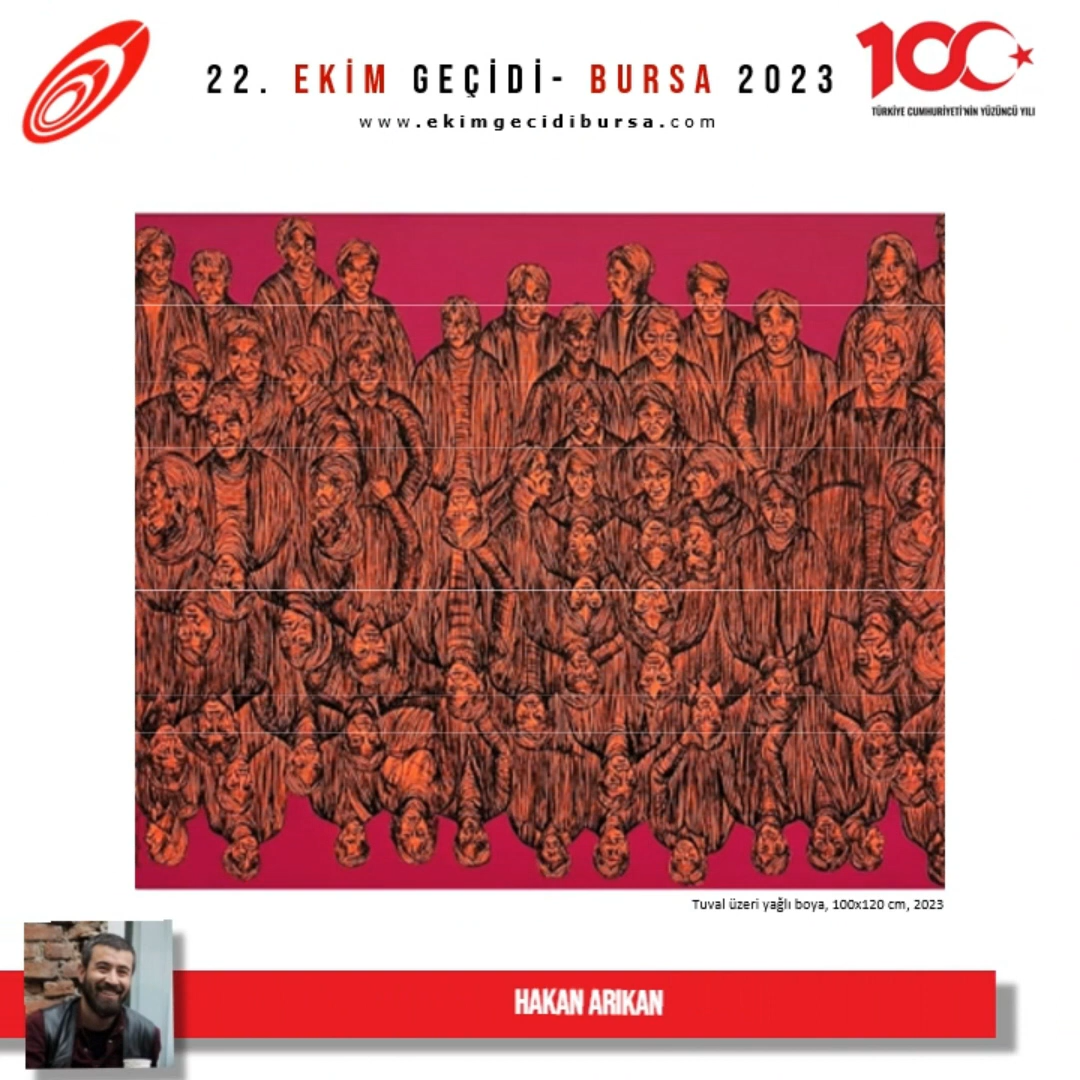 22. EKİM GEÇİDİ- BURSA 2023
www.ekimgecidibursa.com
100
TÜRKİYE CUMHURİYETİ'NİN YÜZÜNCÜ YILI
Tuval üzeri yağlı boya, 100x120 cm, 2023
HAKAN ARIKAN